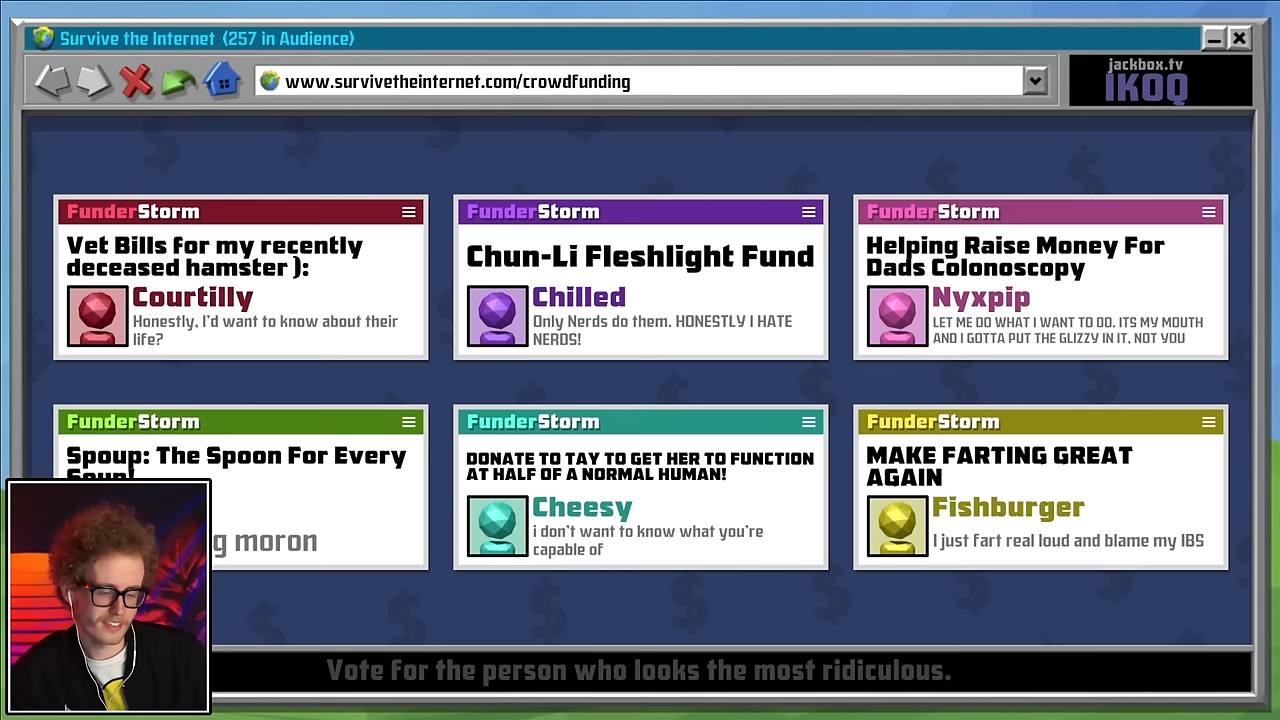 Survive the Internet (257 in Audience)
www.survivetheinternet.com/crowdfunding
jackbox.tv
IKOQ
FunderStorm
Vet Bills for my recently
deceased hamster ):
Courtilly
Honestly, I'd want to know about their
life?
FunderStorm
Chun-Li Fleshlight Fund
Chilled
Only Nerds do them. HONESTLY I HATE
NERDS!
FunderStorm
Helping Raise Money For
Dads Colonoscopy
Nyxpip
LET ME DO WHAT I WANT TO DO. ITS MY MOUTH
AND I GOTTA PUT THE GLIZZY IN IT, NOT YOU
FunderStorm
Spoup: The Spoon For Every
Soup!
moron
FunderStorm
DONATE TO TAY TO GET HER TO FUNCTION
AT HALF OF A NORMAL HUMAN!
Cheesy
i don't want to know what you're
capable of
FunderStorm
MAKE FARTING GREAT
AGAIN
Fishburger
I just fart real loud and blame my IBS
Vote for the person who looks the most ridiculous.